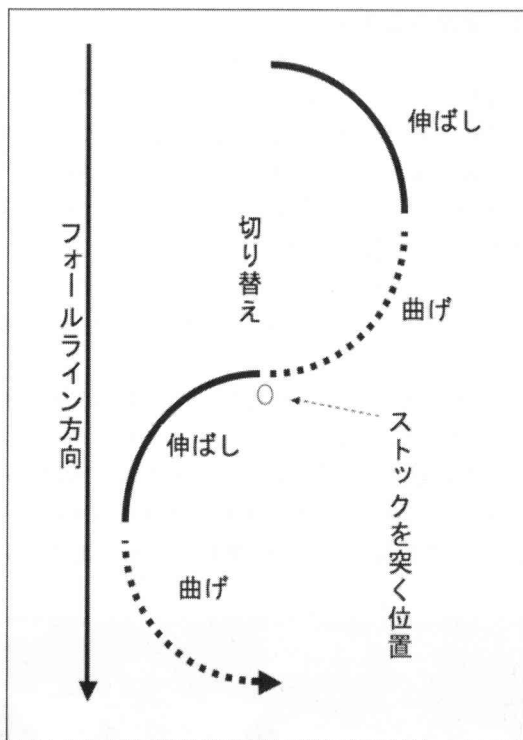 伸ばし
切り替え
フォールライン方向
曲げ
伸ばし
ストックを突く位置
曲げ